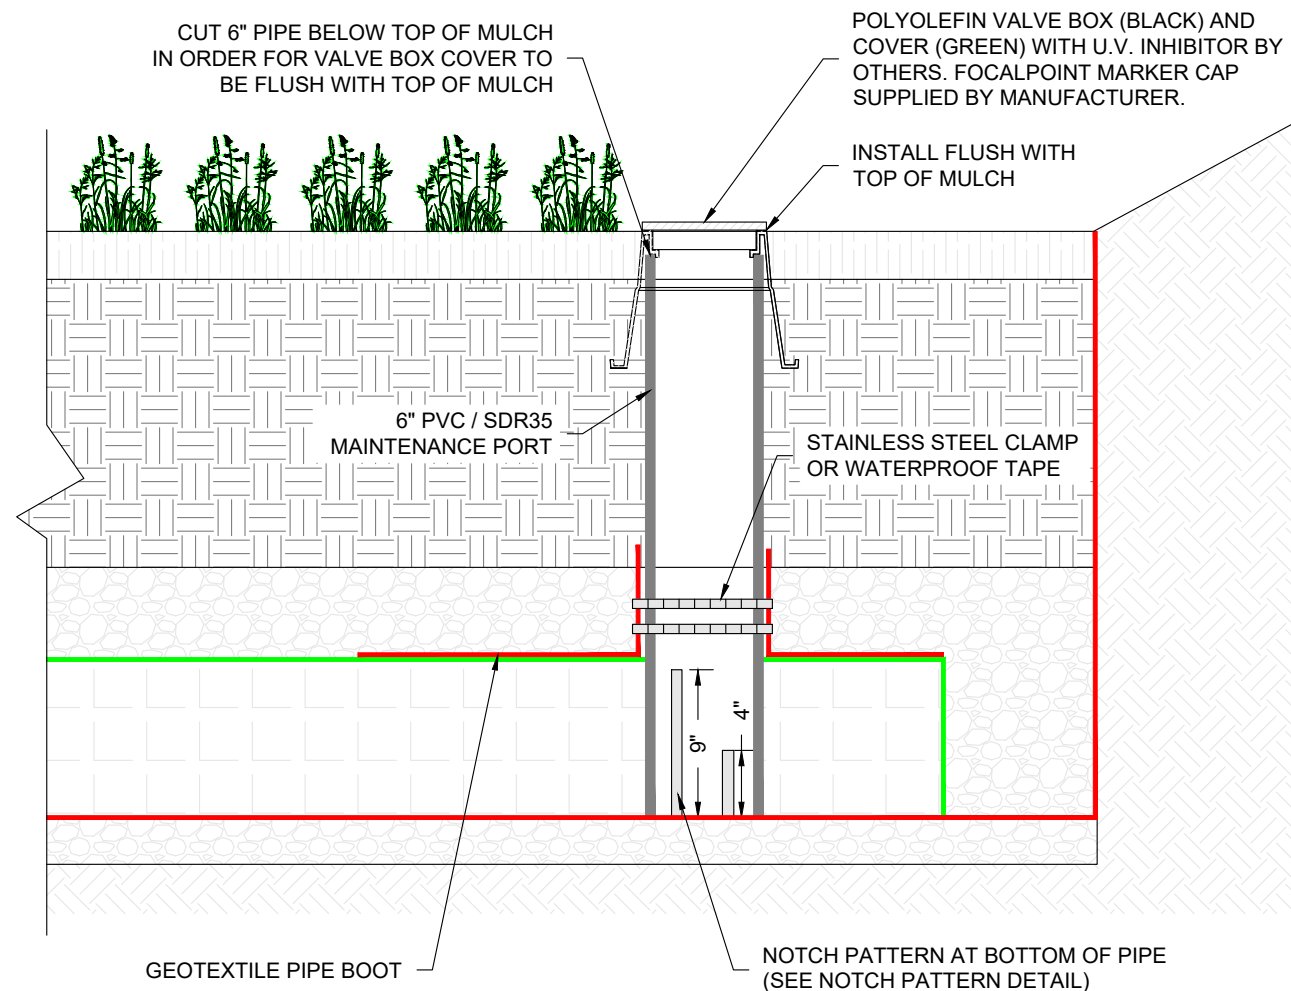 CUT 6" PIPE BELOW TOP OF MULCH
IN ORDER FOR VALVE BOX COVER TO
BE FLUSH WITH TOP OF MULCH
POLYOLEFIN VALVE BOX (BLACK) AND
COVER (GREEN) WITH U.V. INHIBITOR BY
OTHERS. FOCALPOINT MARKER CAP
SUPPLIED BY MANUFACTURER.
INSTALL FLUSH WITH
TOP OF MULCH
6" PVC / SDR35
MAINTENANCE PORT
STAINLESS STEEL CLAMP
OR WATERPROOF TAPE
9"
4"
GEOTEXTILE PIPE BOOT
NOTCH PATTERN AT BOTTOM OF PIPE
(SEE NOTCH PATTERN DETAIL)